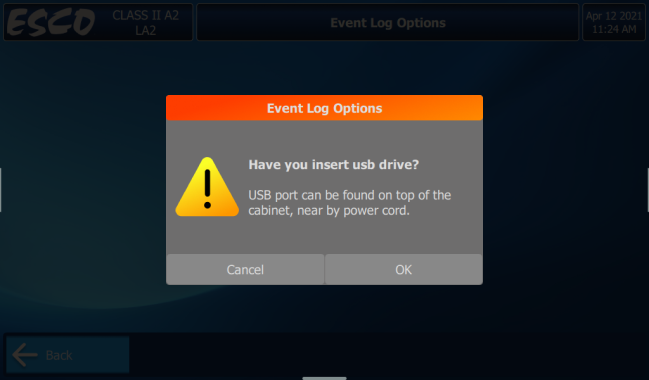 ESCO
CLASS II A2
LA2
Event Log Options
Apr 12 2021
11:24 AM
Event Log Options
Have you insert usb drive?
USB port can be found on top of the
cabinet, near by power cord.
Cancel
OK
Back